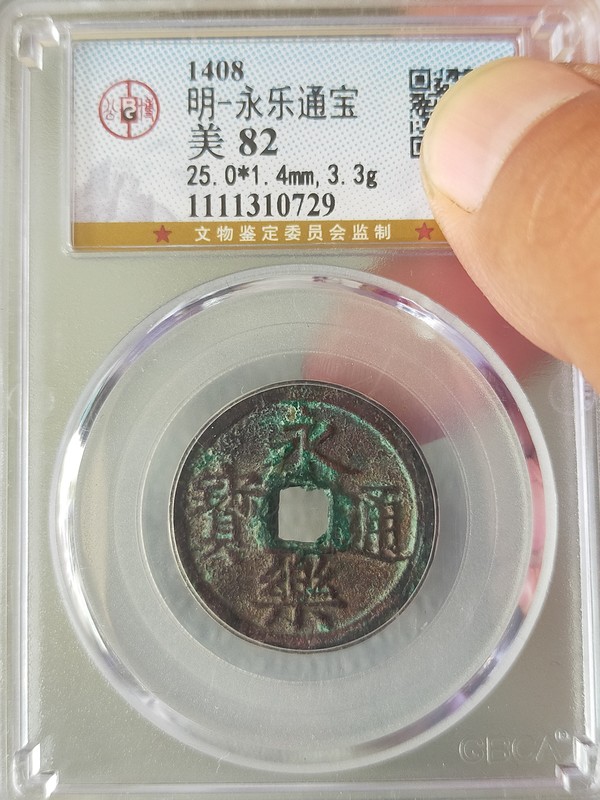 1408
明-永乐通宝
美 82
25.0*1.4mm, 3.3g
1111310729
★ 文物鉴定委员会监制 ★
永樂通寳
GBCA